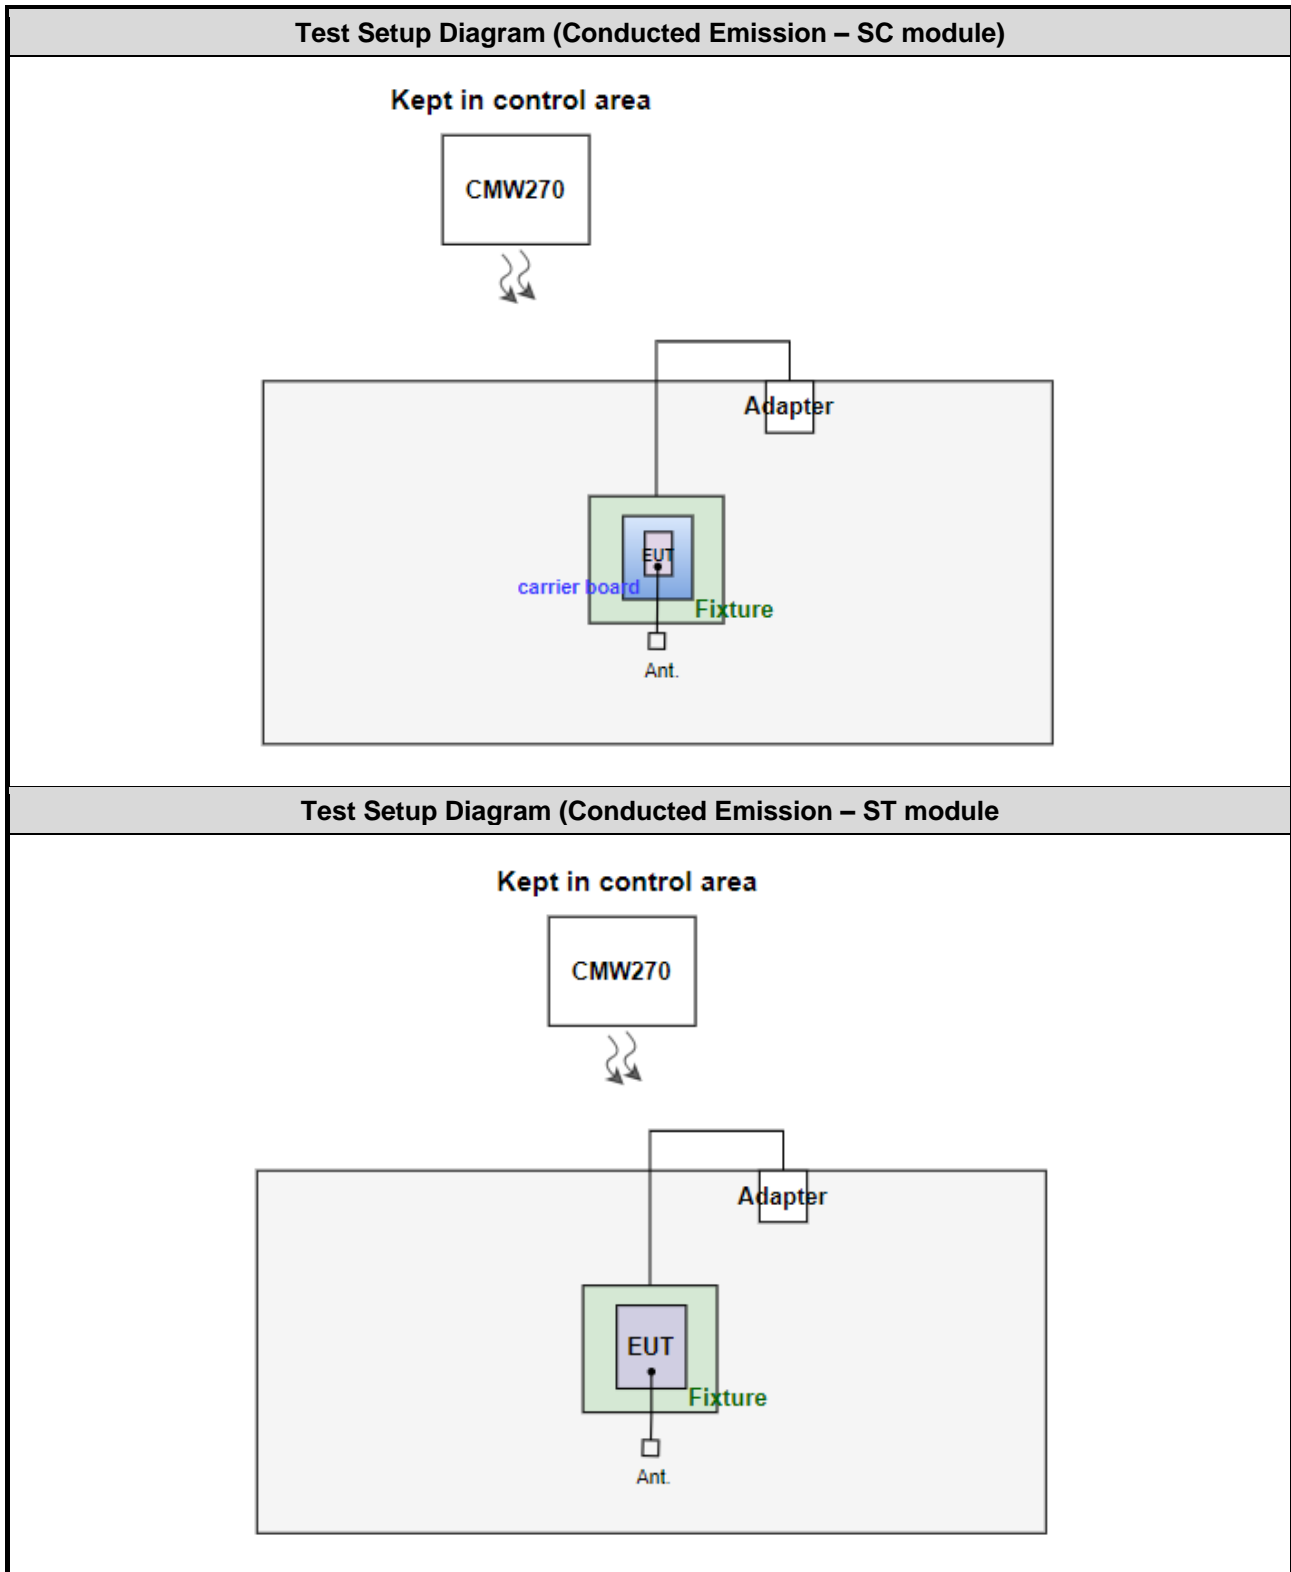 Test Setup Diagram (Conducted Emission – SC module)
Kept in control area
CMW270
Adapter
EUT
carrier board
Fixture
Ant.
Test Setup Diagram (Conducted Emission – ST module
Kept in control area
CMW270
Adapter
EUT
Fixture
Ant.